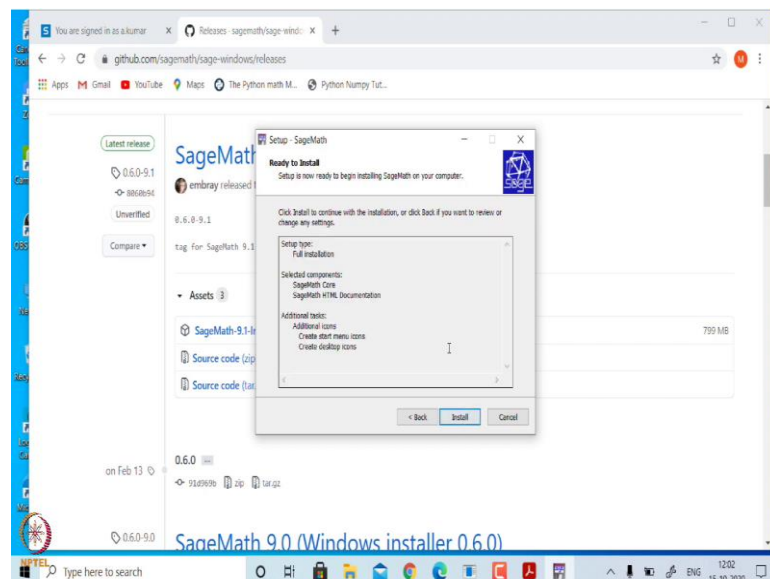 You are signed in as a.kumar
Releases · sagemath/sage-windo
github.com/sagemath/sage-windows/releases
Apps
Gmail
YouTube
Maps
The Python math M...
Python Numpy Tut...
Latest release
0.6.0-9.1
Unverified
Compare
SageMath
embray released t
0.6.0-9.1
tag for SageMath 9.1
Assets 3
SageMath-9.1-In
799 MB
Source code (zip
Source code (tar
Setup - SageMath
Ready to Install
Setup is now ready to begin installing SageMath on your computer.
sage
Click Install to continue with the installation, or click Back if you want to review or
change any settings.
Setup type:
Full installation
Selected components:
SageMath Core
SageMath HTML Documentation
Additional tasks:
Additional icons
Create start menu icons
Create desktop icons
< Back
Install
Cancel
on Feb 13
0.6.0
91d969b
zip
tar.gz
0.6.0-9.0
SageMath 9.0 (Windows installer 0.6.0)
NPTEL
Type here to search
ENG
12:02
15-10-2020